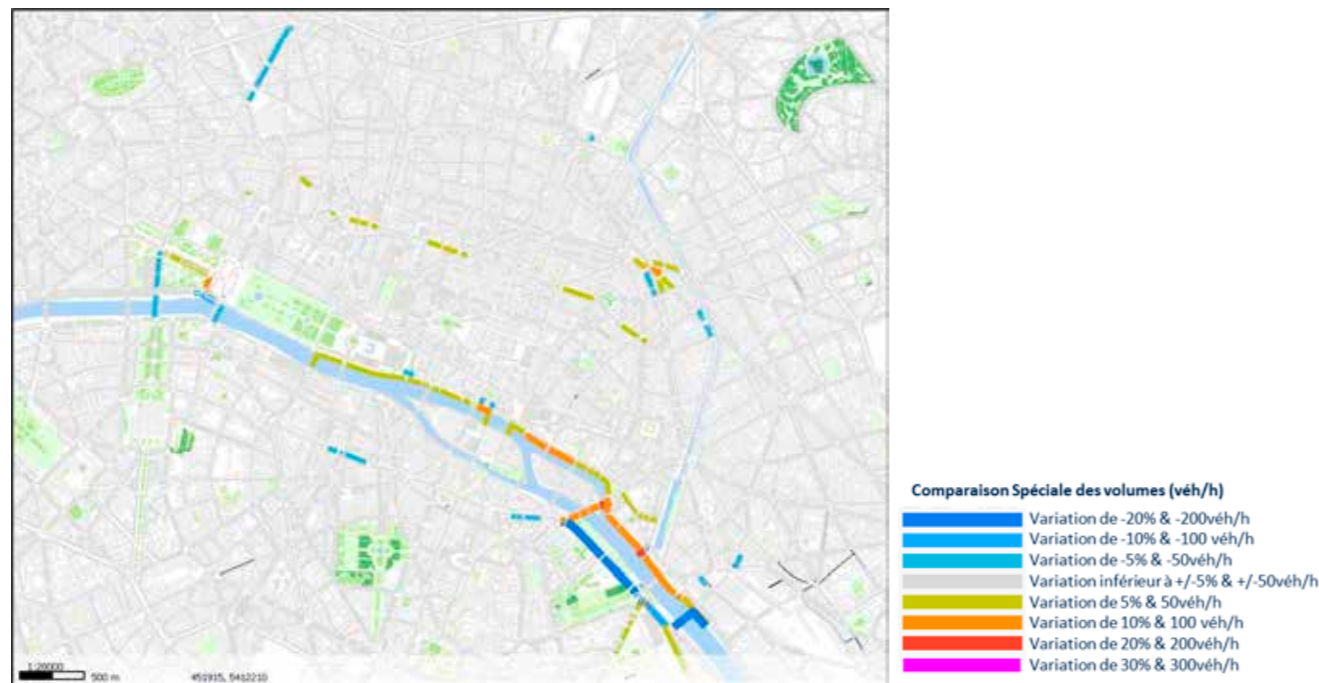 Comparaison Spéciale des volumes (véh/h)
Variation de -20% & -200véh/h
Variation de -10% & -100 véh/h
Variation de -5% & -50véh/h
Variation inférieur à +/-5% & +/-50véh/h
Variation de 5% & 50véh/h
Variation de 10% & 100 véh/h
Variation de 20% & 200véh/h
Variation de 30% & 300véh/h
1:20000
500 m
451915, 5412210